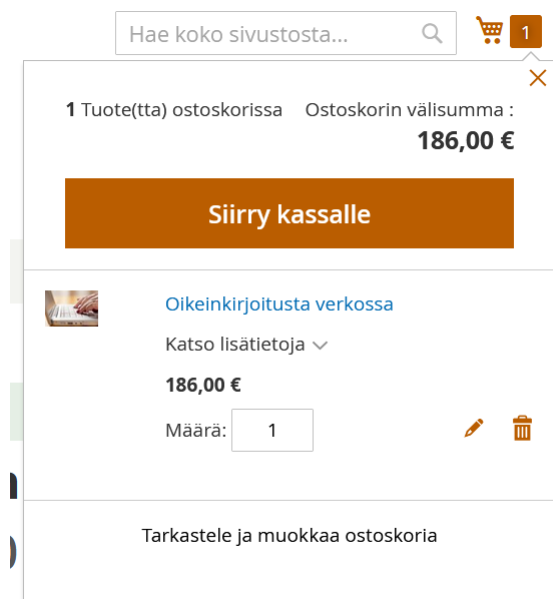 Hae koko sivustosta...
1
1 Tuote(tta) ostoskorissa
Ostoskorin välisumma :
186,00 €
Siirry kassalle
Oikeinkirjoitusta verkossa
Katso lisätietoja
186,00 €
Määrä: 1
Tarkastele ja muokkaa ostoskoria